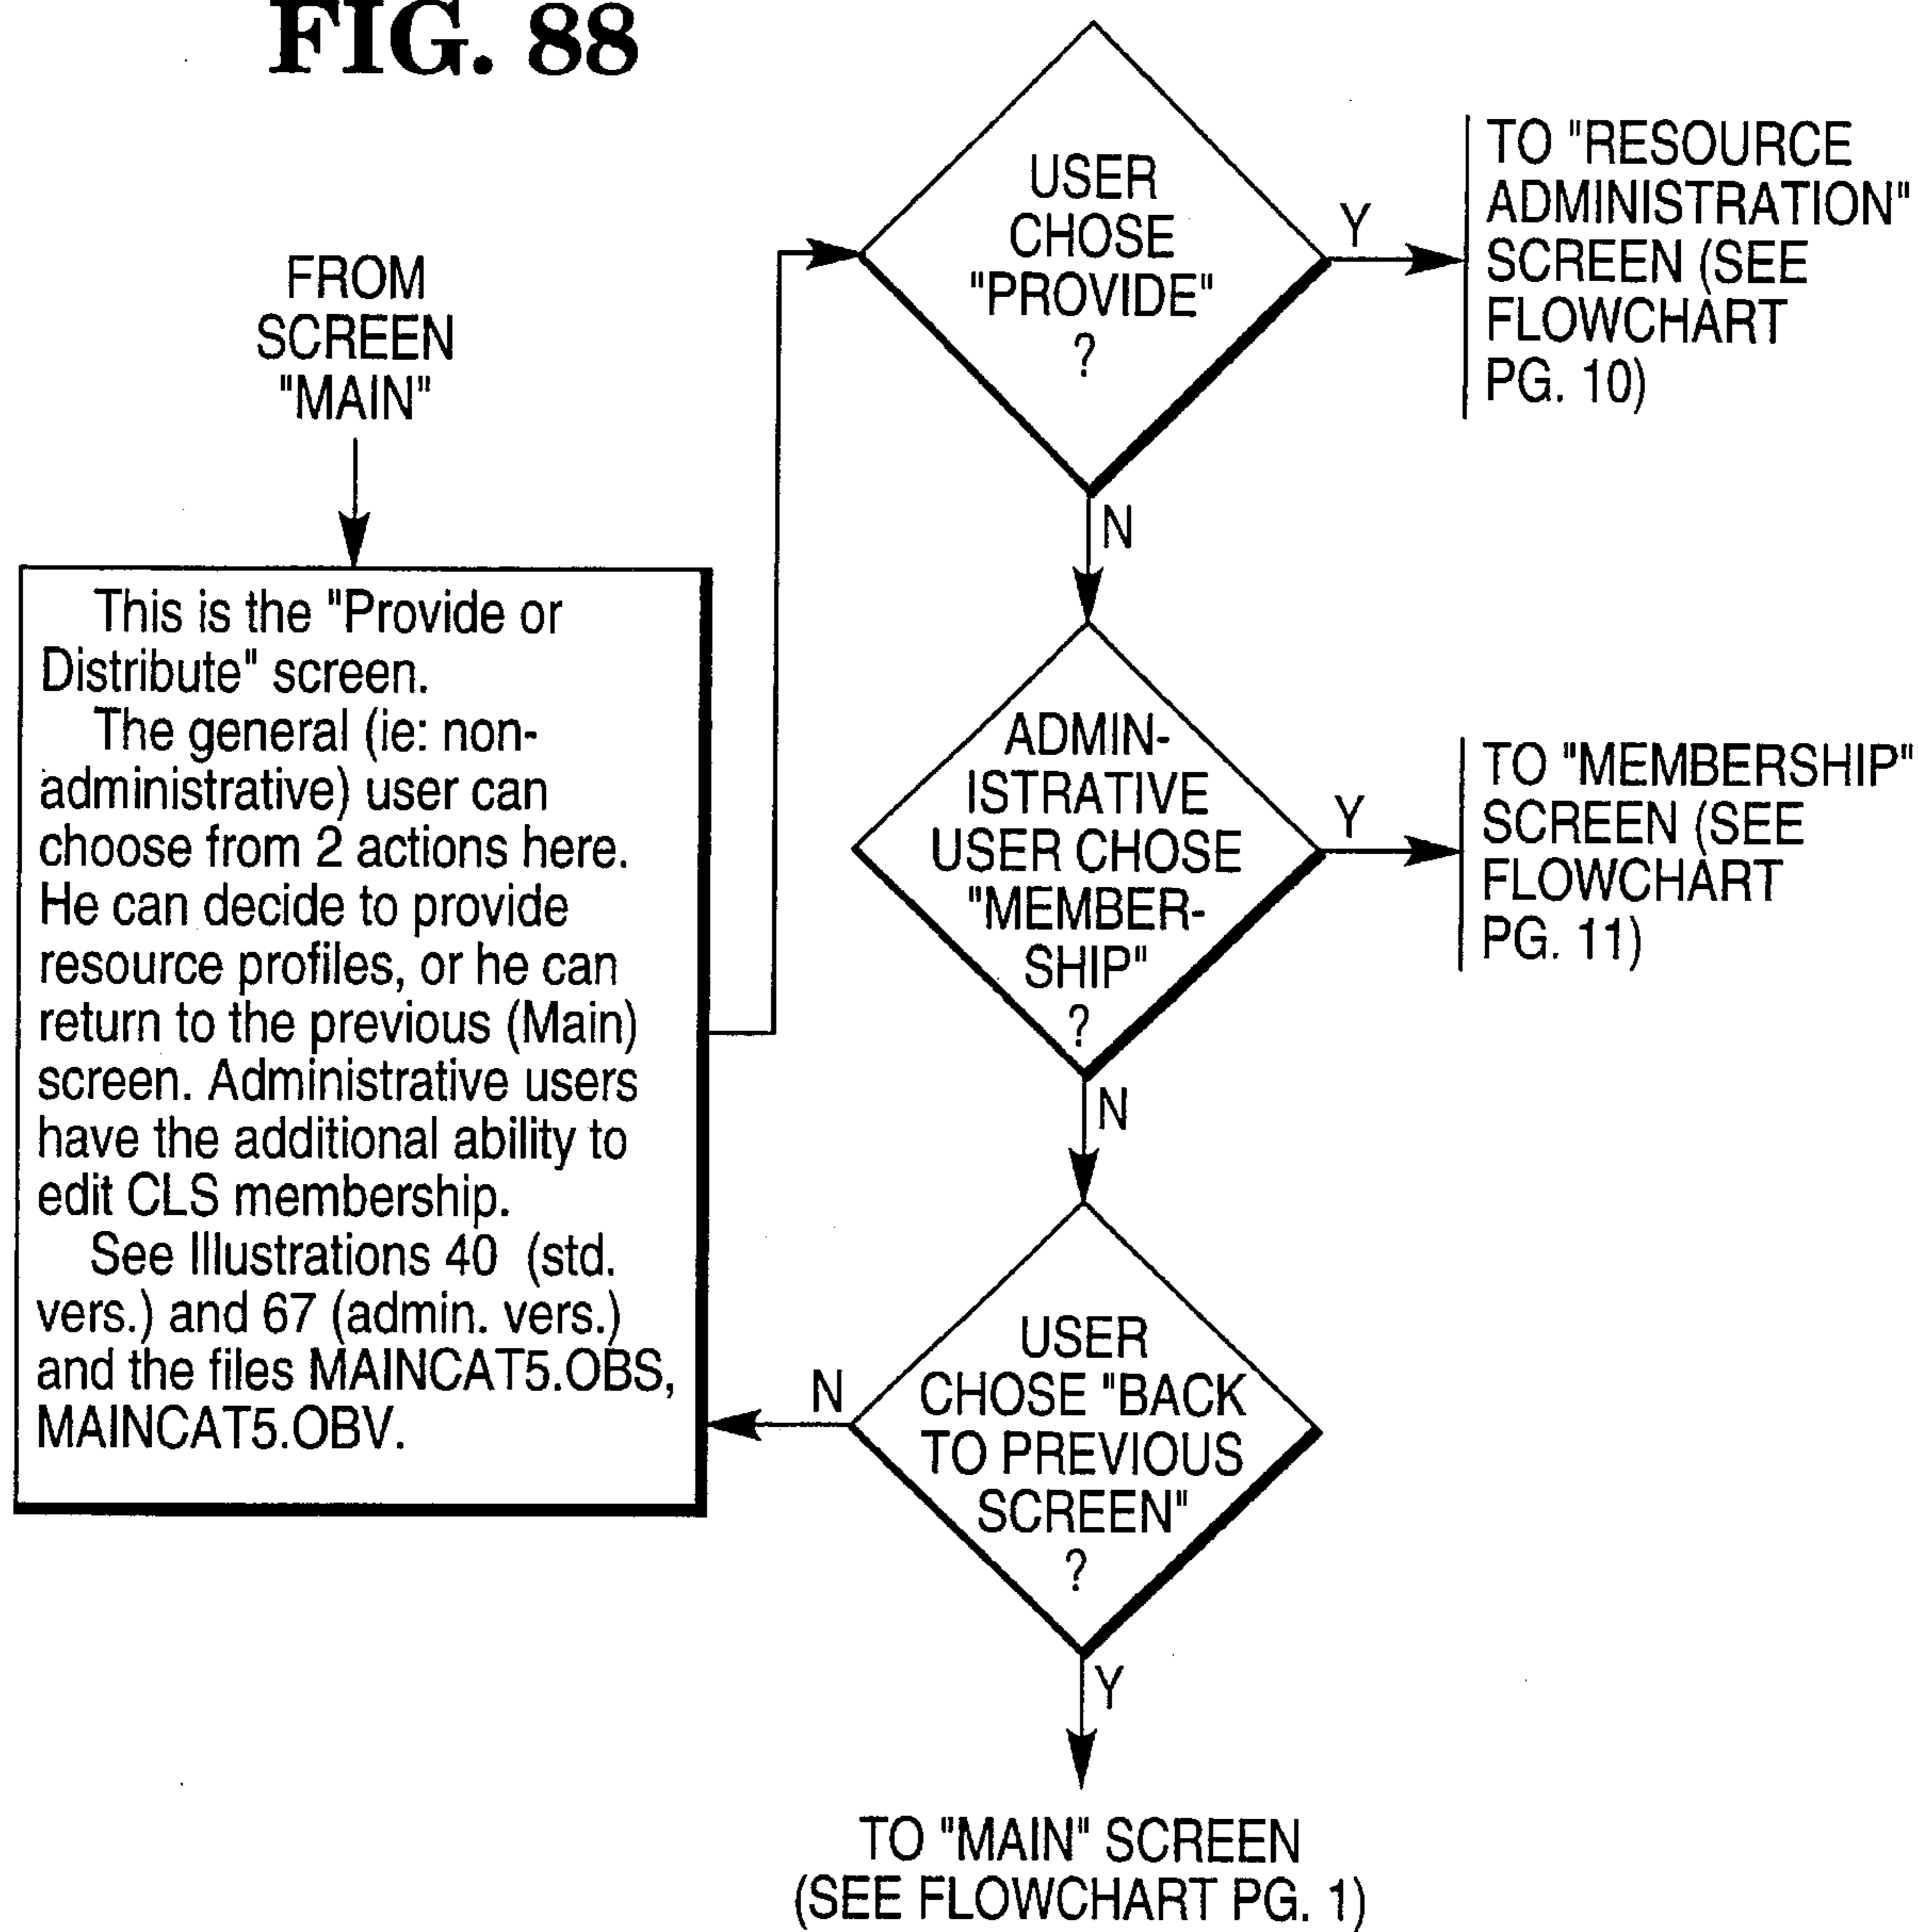 FIG. 88
FROM
SCREEN
"MAIN"
This is the "Provide or
Distribute" screen.
The general (ie: non-
administrative) user can
choose from 2 actions here.
He can decide to provide
resource profiles, or he can
return to the previous (Main)
screen. Administrative users
have the additional ability to
edit CLS membership.
See Illustrations 40 (std.
vers.) and 67 (admin. vers.)
and the files MAINCAT5.OBS,
MAINCAT5.OBV.
USER
CHOSE
"PROVIDE"
?
Y
TO "RESOURCE
ADMINISTRATION"
SCREEN (SEE
FLOWCHART
PG. 10)
N
ADMIN-
ISTRATIVE
USER CHOSE
"MEMBER-
SHIP"
?
Y
TO "MEMBERSHIP"
SCREEN (SEE
FLOWCHART
PG. 11)
N
USER
CHOSE "BACK
TO PREVIOUS
SCREEN"
?
N
Y
TO "MAIN" SCREEN
(SEE FLOWCHART PG. 1)